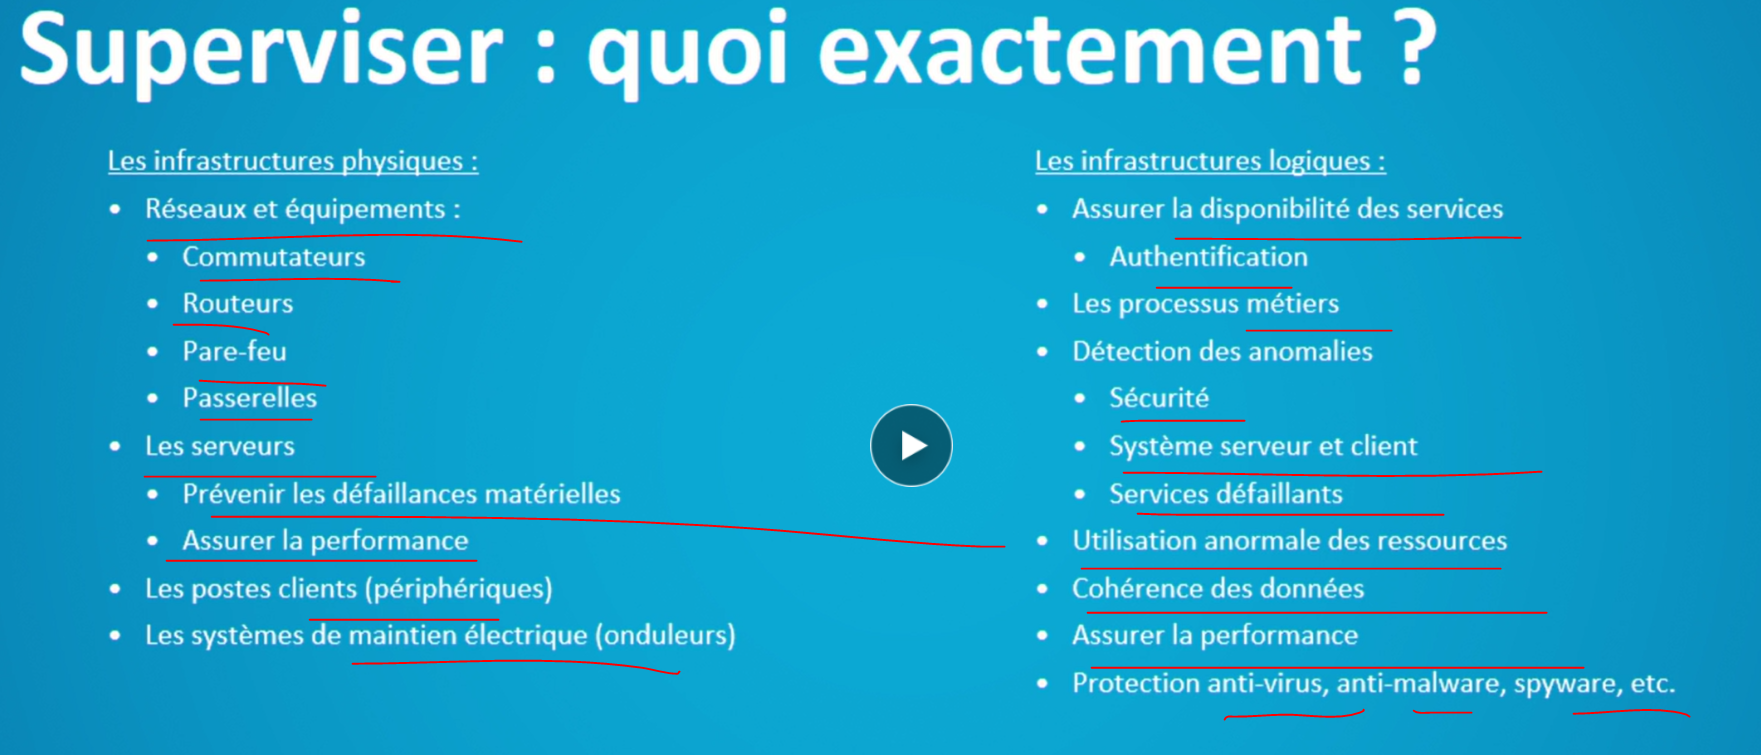 Superviser : quoi exactement ?
Les infrastructures physiques :
• Réseaux et équipements :
• Commutateurs
• Routeurs
• Pare-feu
• Passerelles
• Les serveurs
• Prévenir les défaillances matérielles
• Assurer la performance
• Les postes clients (périphériques)
• Les systèmes de maintien électrique (onduleurs)
Les infrastructures logiques :
• Assurer la disponibilité des services
• Authentification
• Les processus métiers
• Détection des anomalies
• Sécurité
• Système serveur et client
• Services défaillants
• Utilisation anormale des ressources
• Cohérence des données
• Assurer la performance
• Protection anti-virus, anti-malware, spyware, etc.